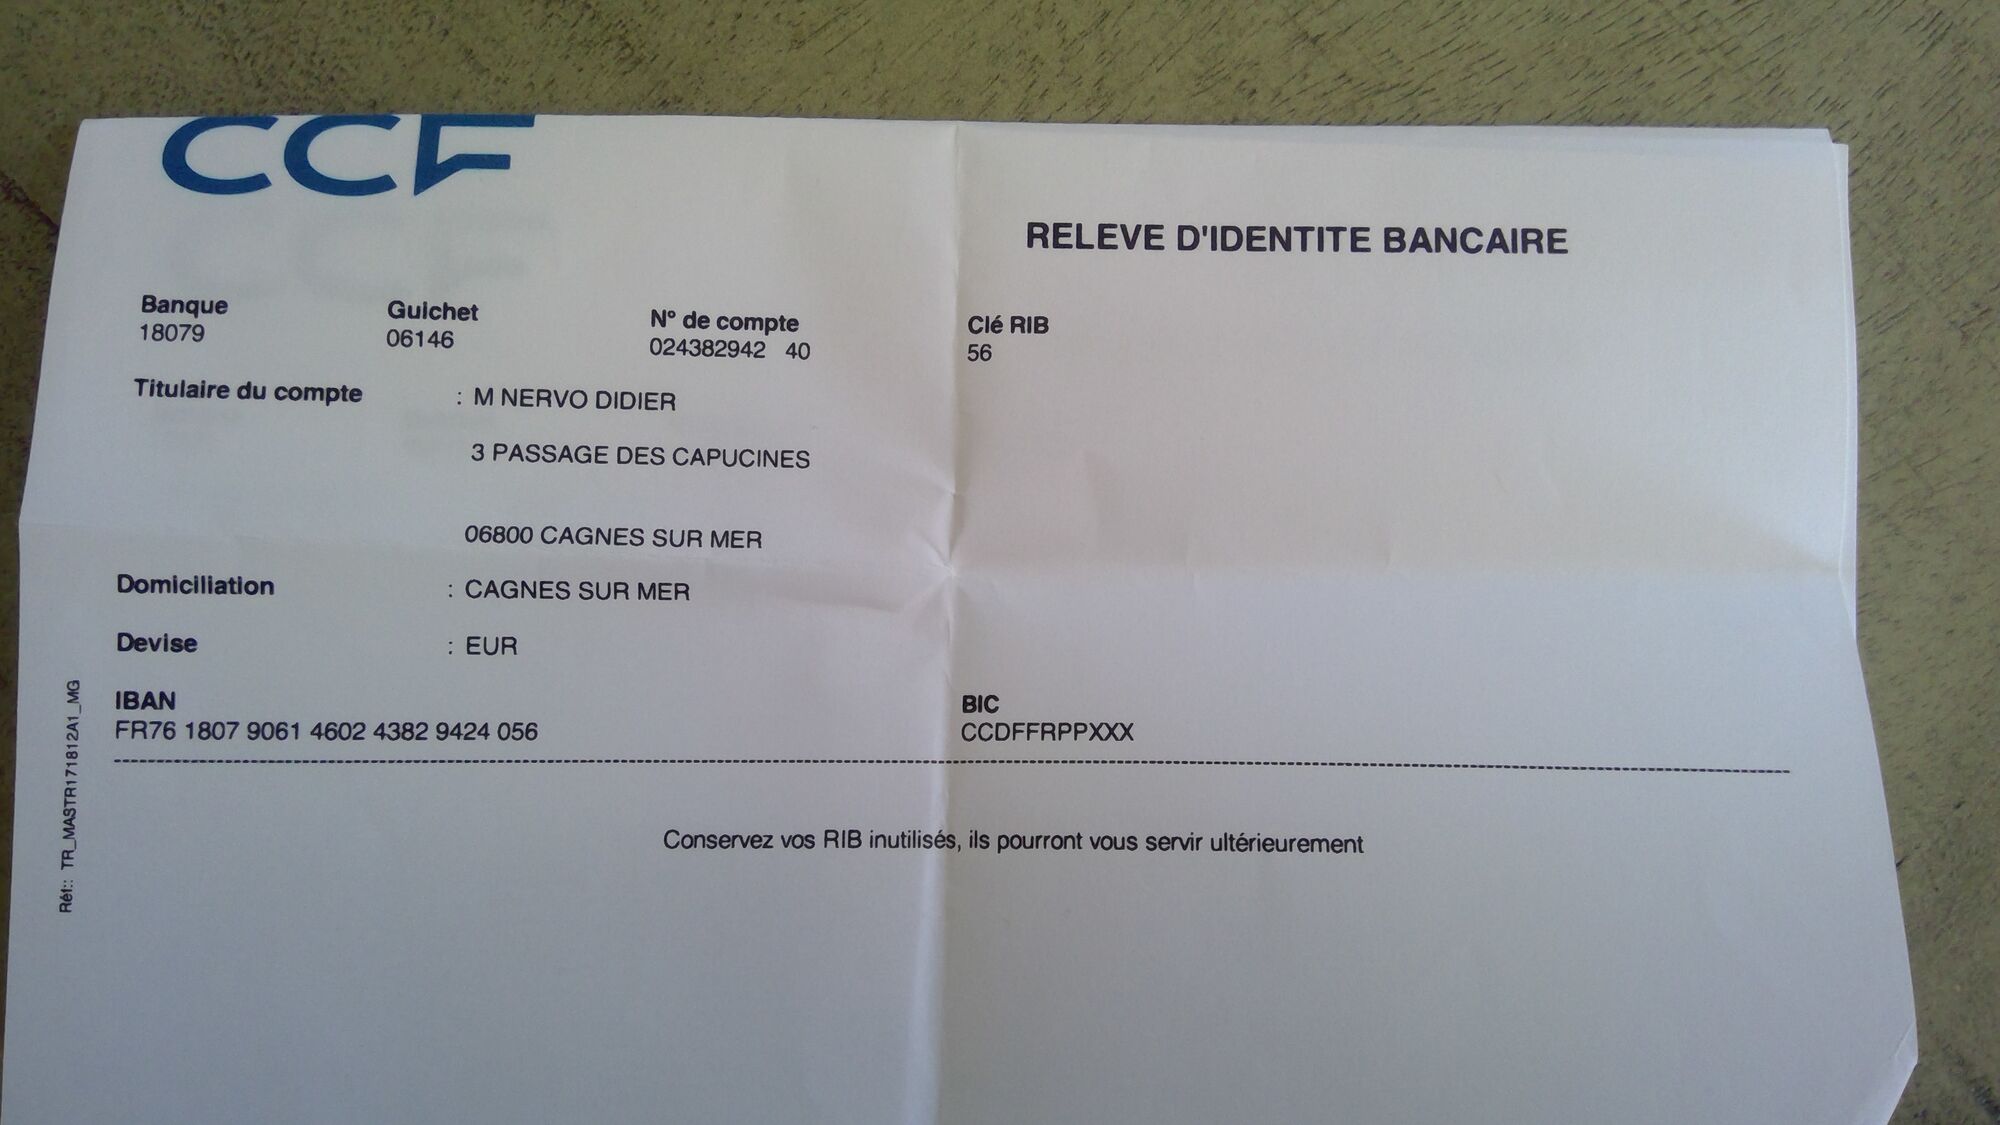 CCF
RELEVE D'IDENTITE BANCAIRE
Banque Guichet N° de compte Clé RIB
18079 06146 024382942 40 56
Titulaire du compte : M NERVO DIDIER
3 PASSAGE DES CAPUCINES
06800 CAGNES SUR MER
Domiciliation : CAGNES SUR MER
Devise : EUR
IBAN BIC
FR76 1807 9061 4602 4382 9424 056 CCDFFRPPXXX
Conservez vos RIB inutilisés, ils pourront vous servir ultérieurement
Réf:: TR_MASTR171812A1_MG